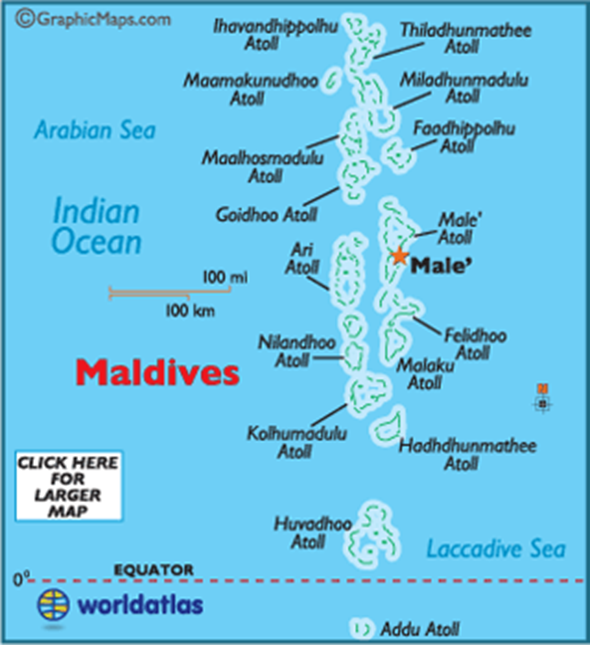 ©GraphicMaps.com
Ihavandhippolhu
Atoll
Thiladhunmathee
Atoll
Maamakunudhoo
Atoll
Miladhunmadulu
Atoll
Arabian Sea
Faadhippolhu
Atoll
Maalhosmadulu
Atoll
Goidhoo Atoll
Indian
Ocean
Male'
Atoll
Ari
Atoll
Male'
100 mi
100 km
Felidhoo
Atoll
Nilandhoo
Atoll
Malaku
Atoll
Maldives
N
Kolhumadulu
Atoll
Hadhdhunmathee
Atoll
CLICK HERE
FOR
LARGER
MAP
Huvadhoo
Atoll
Laccadive Sea
EQUATOR
0°
worldatlas
Addu Atoll